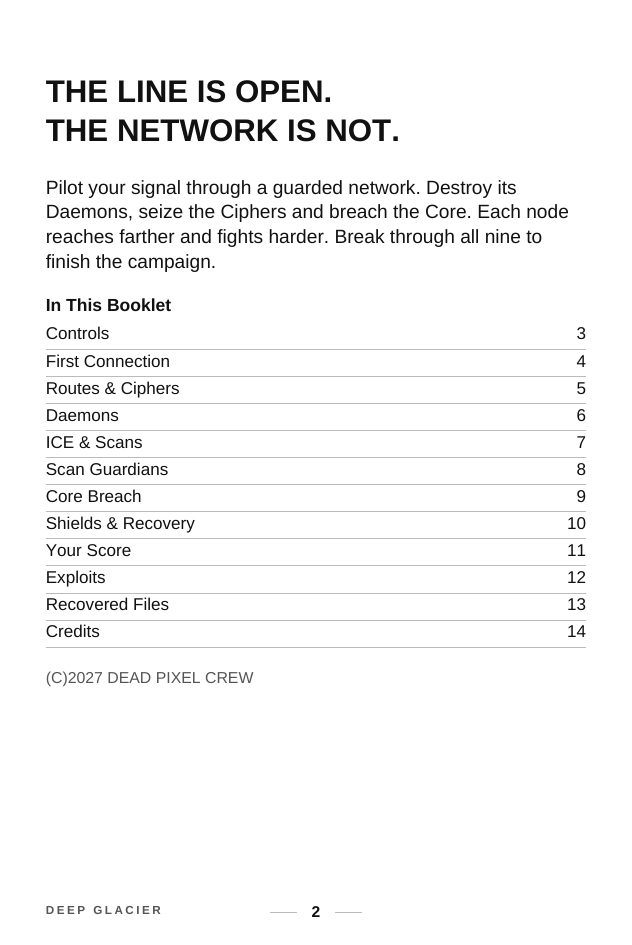 THE LINE IS OPEN.
THE NETWORK IS NOT.
Pilot your signal through a guarded network. Destroy its
Daemons, seize the Ciphers and breach the Core. Each node
reaches farther and fights harder. Break through all nine to
finish the campaign.
In This Booklet
Controls 3
First Connection 4
Routes & Ciphers 5
Daemons 6
ICE & Scans 7
Scan Guardians 8
Core Breach 9
Shields & Recovery 10
Your Score 11
Exploits 12
Recovered Files 13
Credits 14
(C)2027 DEAD PIXEL CREW
DEEP GLACIER 2